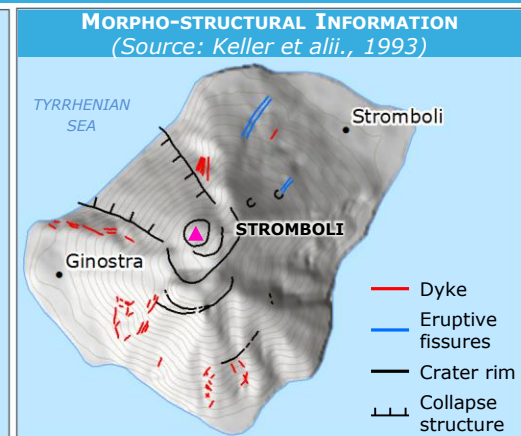 MORPHO-STRUCTURAL INFORMATION
(Source: Keller et alii., 1993)
TYRRHENIAN
SEA
Stromboli
STROMBOLI
Ginostra
Dyke
Eruptive
fissures
Crater rim
Collapse
structure